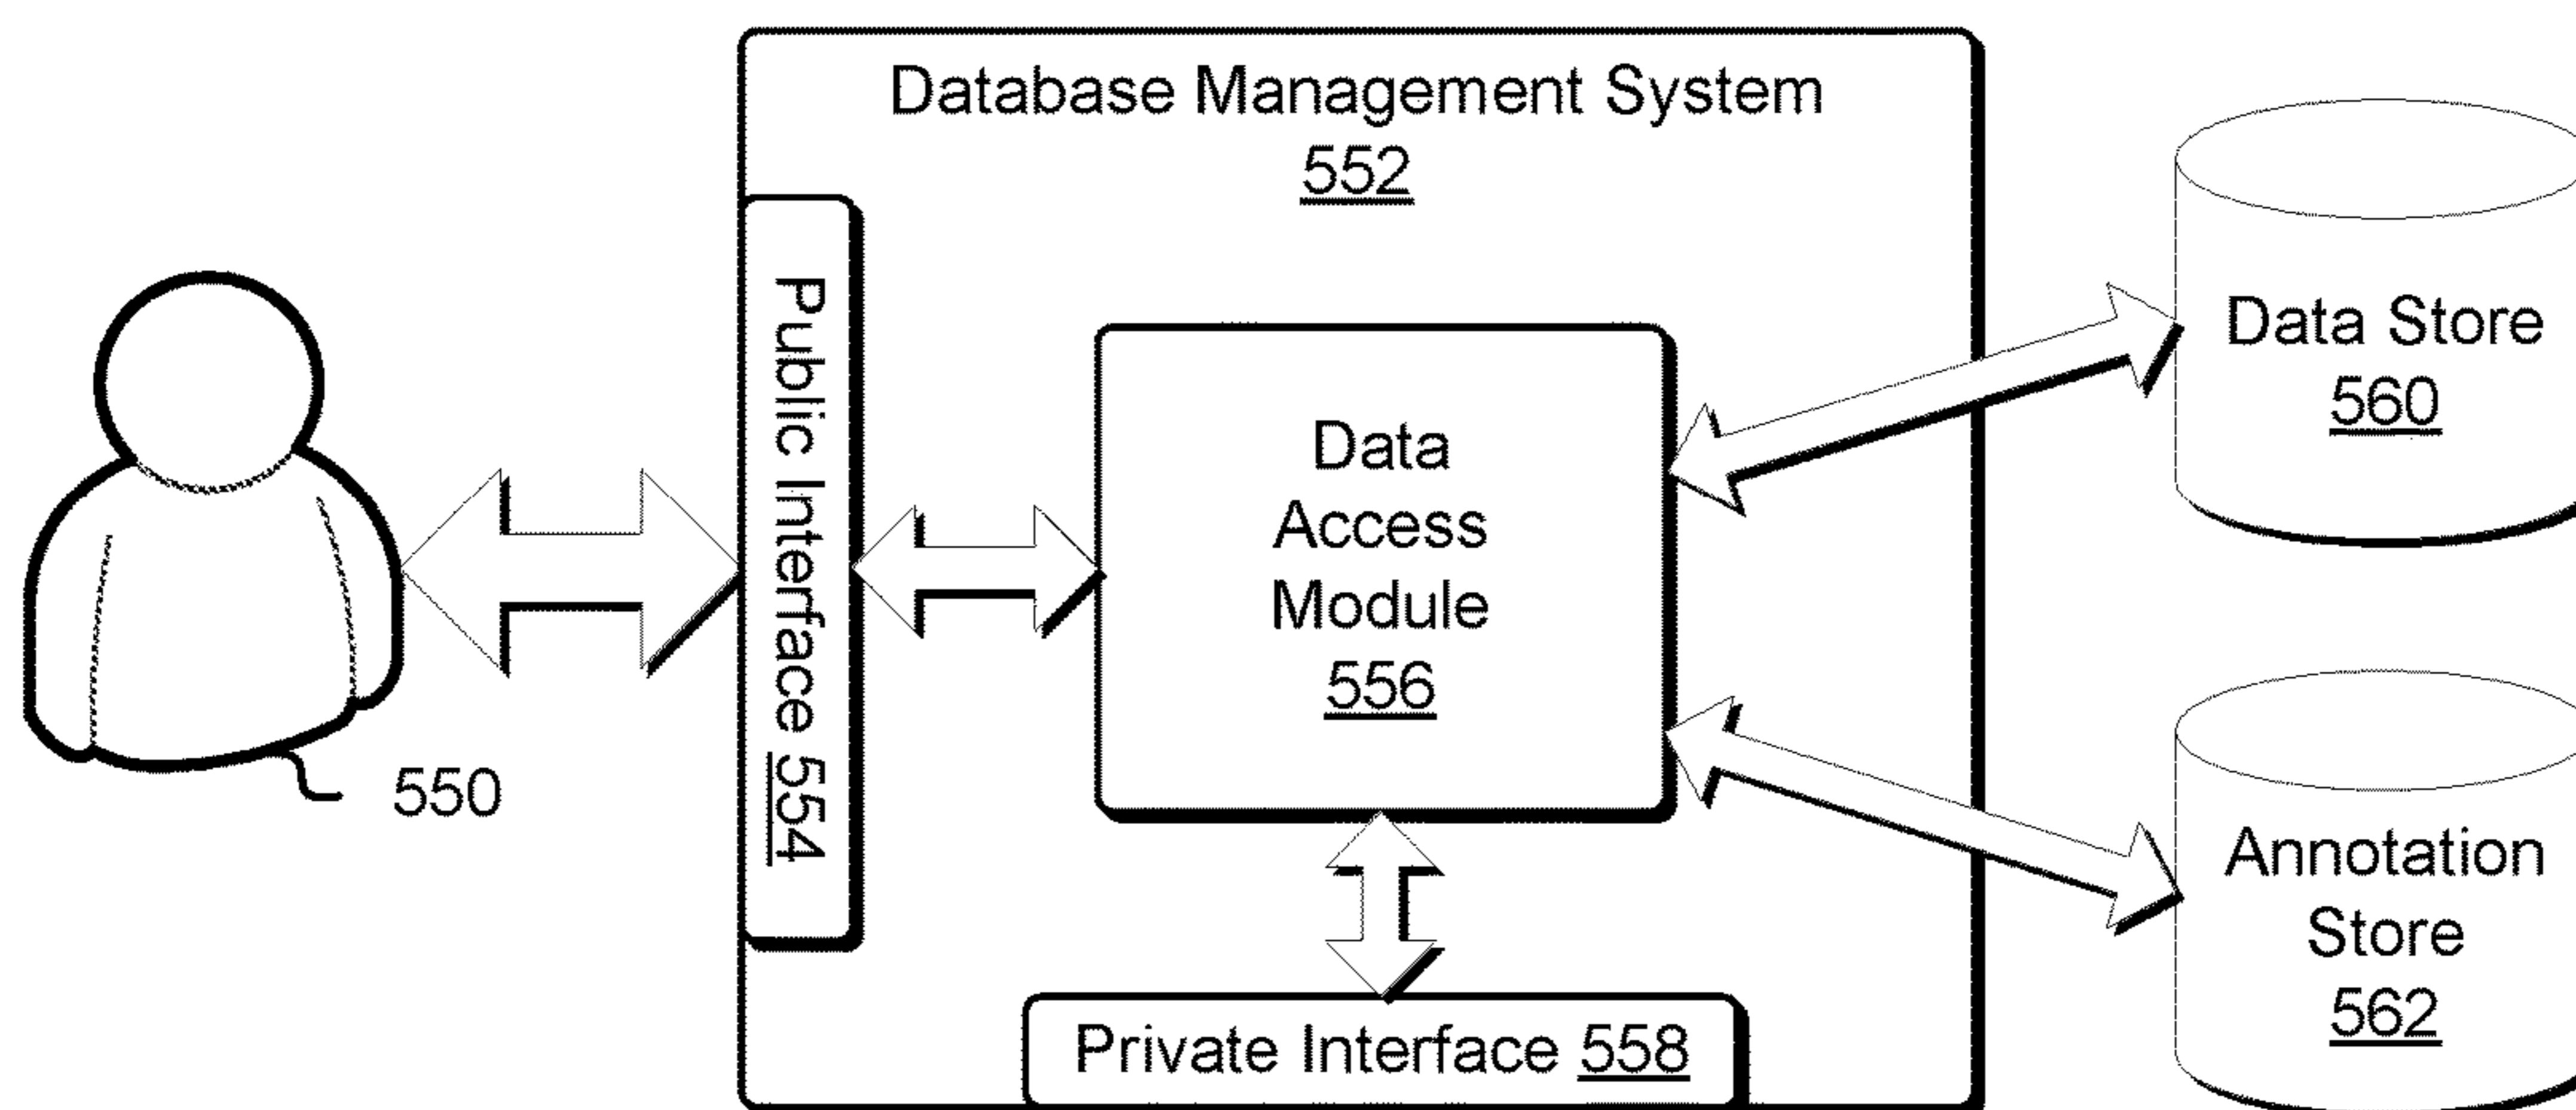 Database Management System
552
Public Interface 554
Data
Access
Module
556
Private Interface 558
Data Store
560
Annotation
Store
562
550